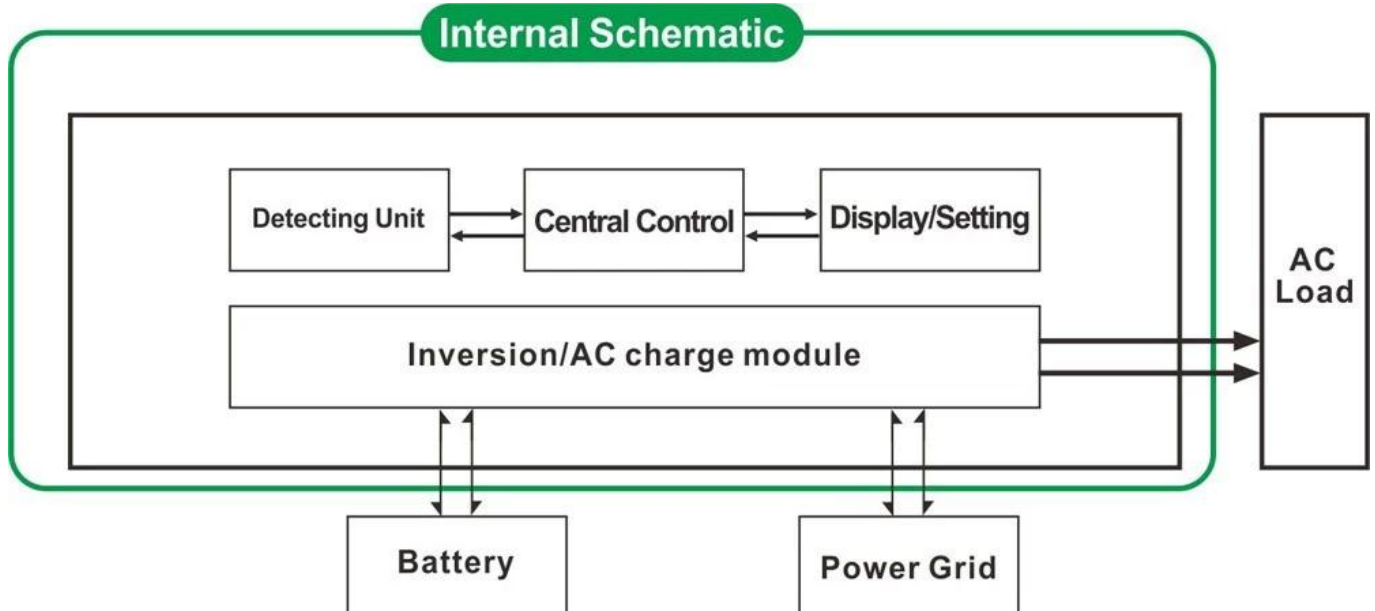 Internal Schematic
Detecting Unit
Central Control
Display/Setting
AC
Load
Inversion/AC charge module
Battery
Power Grid